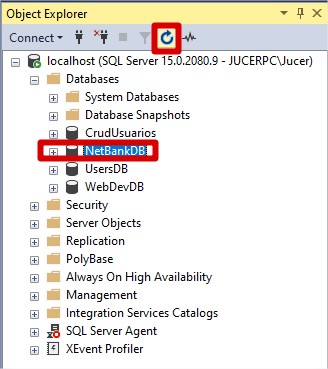 Object Explorer
Connect
localhost (SQL Server 15.0.2080.9 - JUCERPC\Jucer)
Databases
System Databases
Database Snapshots
CrudUsuarios
NetBankDB
UsersDB
WebDevDB
Security
Server Objects
Replication
PolyBase
Always On High Availability
Management
Integration Services Catalogs
SQL Server Agent
XEvent Profiler